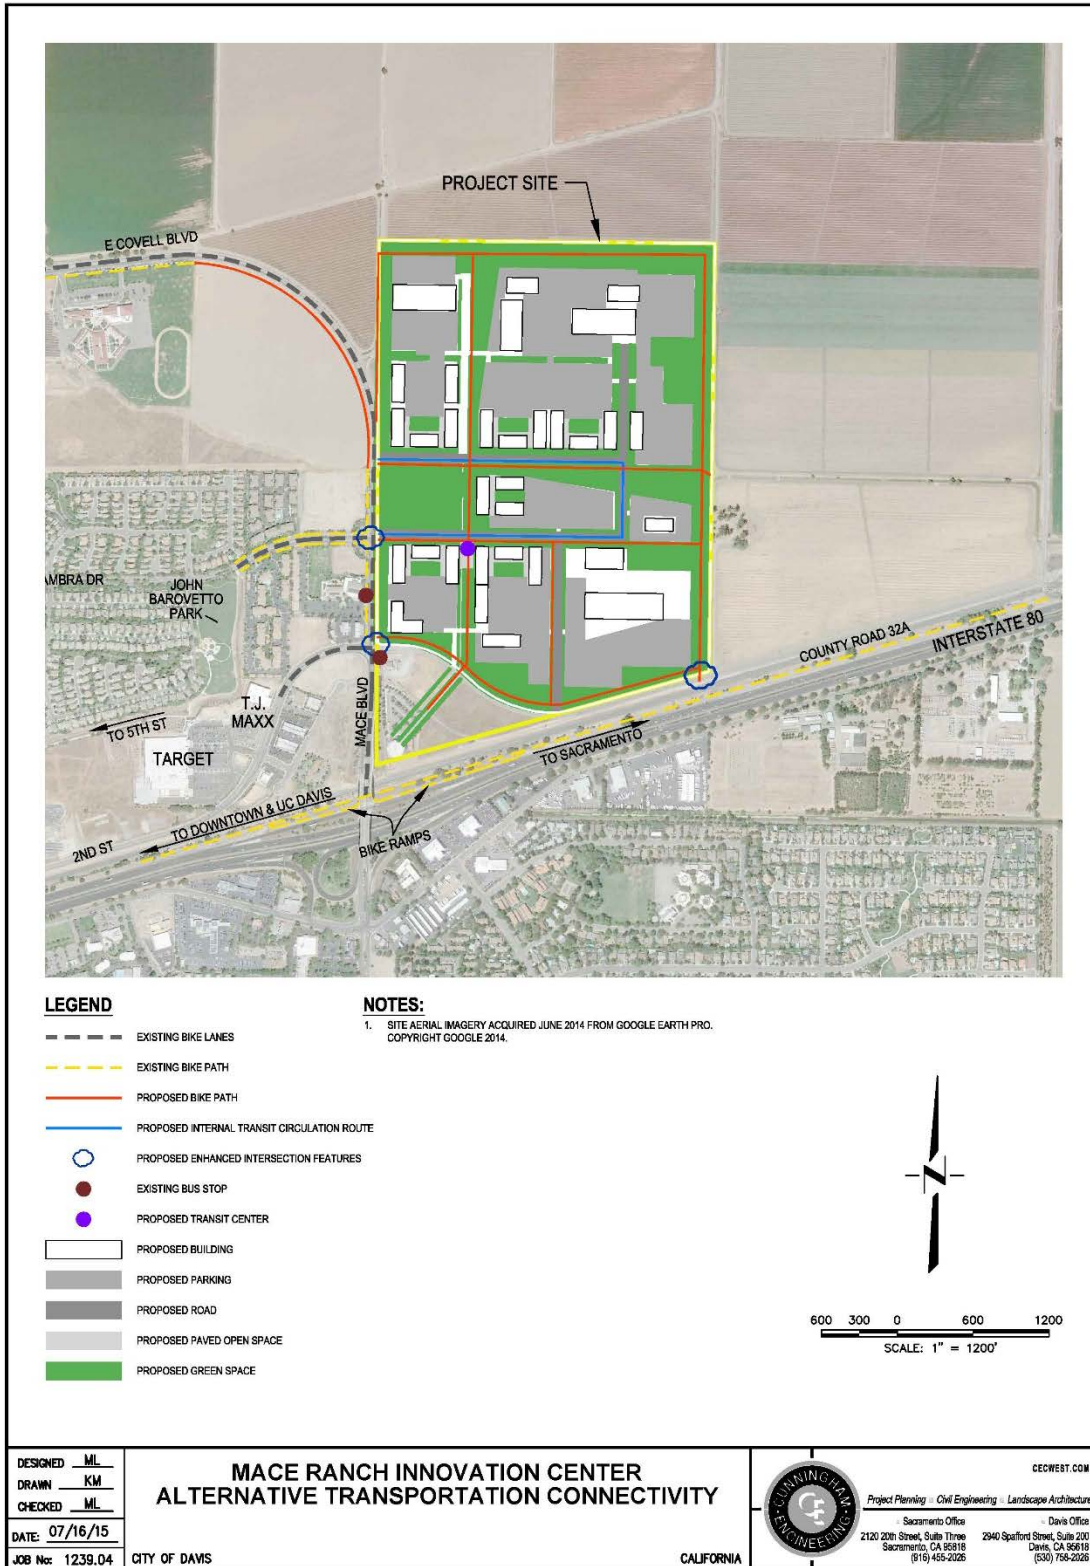 PROJECT SITE
E COVELL BLVD
AMBRA DR
JOHN
BAROVETTO
PARK
COUNTY ROAD 32A
INTERSTATE 80
MACE BLVD
T.J.
MAXX
TO 5TH ST
TARGET
TO SACRAMENTO
TO DOWNTOWN & UC DAVIS
BIKE RAMPS
2ND ST
LEGEND
EXISTING BIKE LANES
EXISTING BIKE PATH
PROPOSED BIKE PATH
PROPOSED INTERNAL TRANSIT CIRCULATION ROUTE
PROPOSED ENHANCED INTERSECTION FEATURES
EXISTING BUS STOP
PROPOSED TRANSIT CENTER
PROPOSED BUILDING
PROPOSED PARKING
PROPOSED ROAD
PROPOSED PAVED OPEN SPACE
PROPOSED GREEN SPACE
NOTES:
1. SITE AERIAL IMAGERY ACQUIRED JUNE 2014 FROM GOOGLE EARTH PRO.
COPYRIGHT GOOGLE 2014.
N
600 300 0 600 1200
SCALE: 1" = 1200'
DESIGNED ML
DRAWN KM
CHECKED ML
DATE: 07/16/15
JOB No: 1239.04
MACE RANCH INNOVATION CENTER
ALTERNATIVE TRANSPORTATION CONNECTIVITY
CITY OF DAVIS
CALIFORNIA
CUNNINGHAM
ENGINEERING
CE
CECWEST.COM
Project Planning Civil Engineering Landscape Architecture
Sacramento Office
2120 20th Street, Suite Three
Sacramento, CA 95818
(916) 455-2026
Davis Office
2940 Spafford Street, Suite 200
Davis, CA 95618
(530) 758-2026